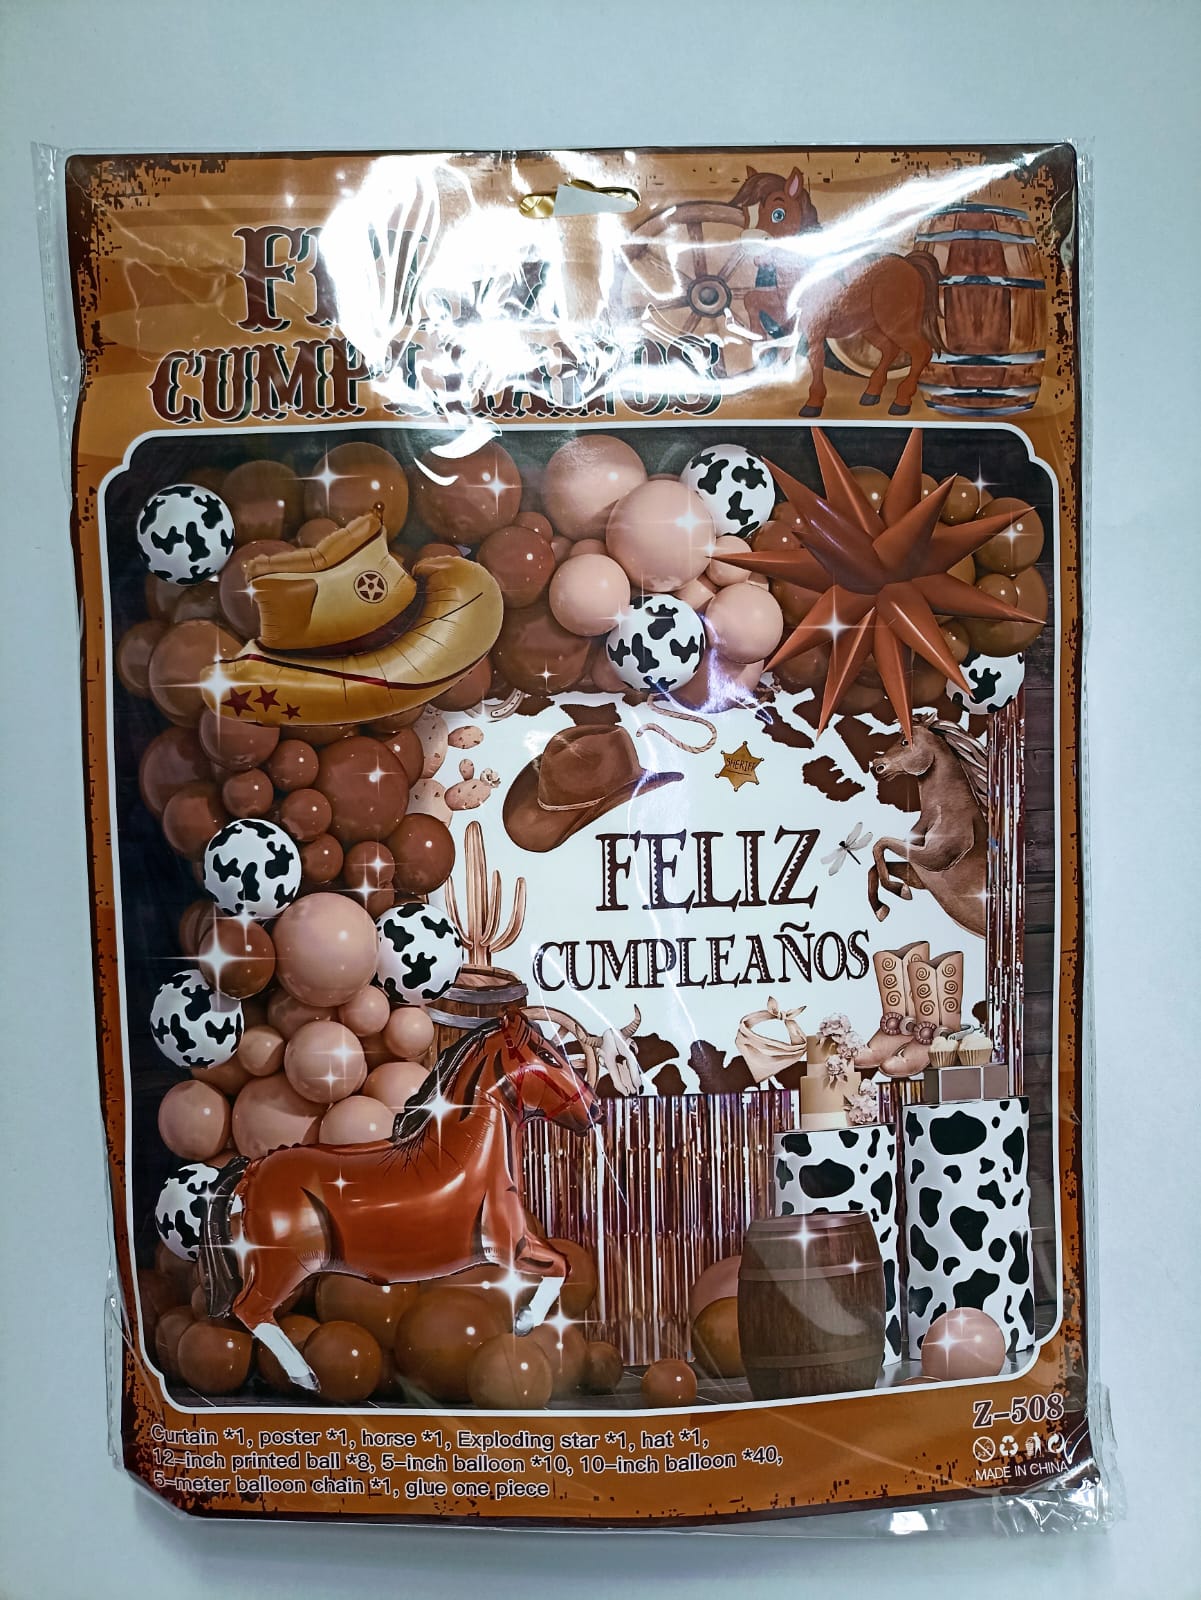 CUMPLEAÑOS
SHERIFF
FELIZ
CUMPLEAÑOS
Z-508
Curtain *1, poster *1, horse *1, Exploding star *1, hat *1,
12-inch printed ball *8, 5-inch balloon *10, 10-inch balloon *40,
5-meter balloon chain *1, glue one piece
MADE IN CHINA